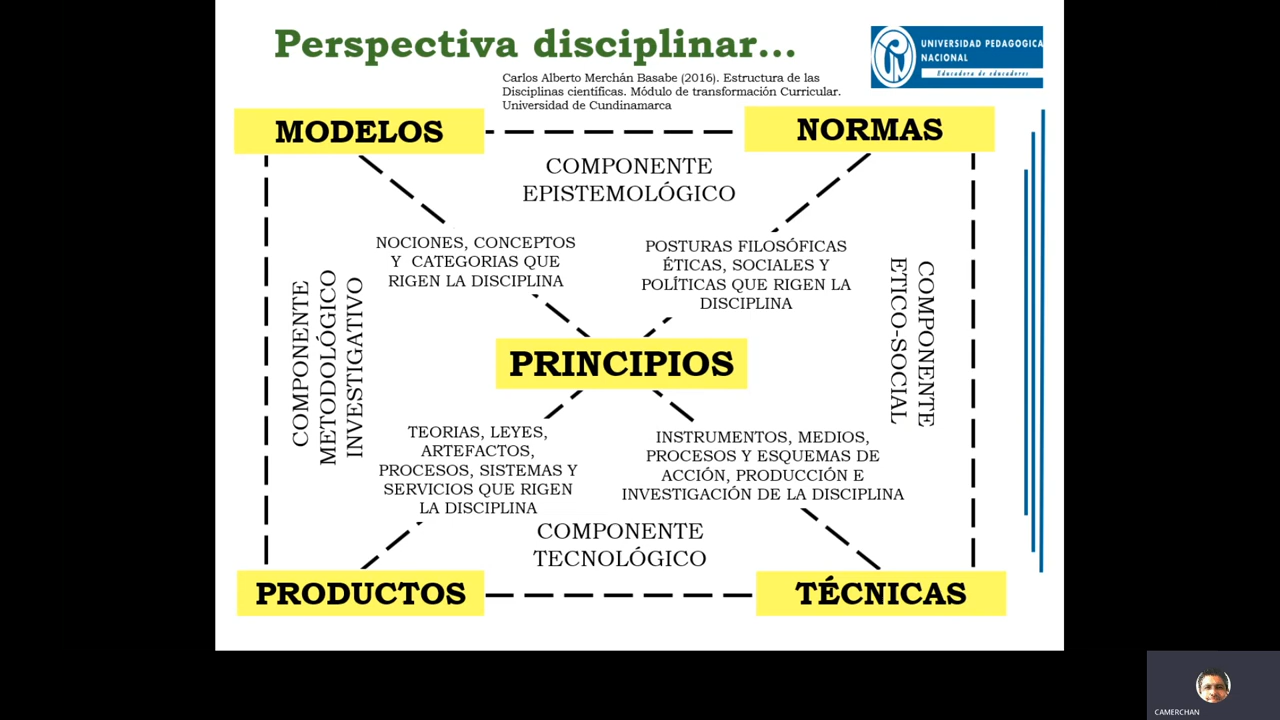 Perspectiva disciplinar...
UNIVERSIDAD PEDAGOGICA
NACIONAL
Educadora de educadores
Carlos Alberto Merchán Basabe (2016). Estructura de las
Disciplinas científicas. Módulo de transformación Curricular.
Universidad de Cundinamarca
MODELOS
NORMAS
COMPONENTE
EPISTEMOLÓGICO
NOCIONES, CONCEPTOS
Y CATEGORIAS QUE
RIGEN LA DISCIPLINA
POSTURAS FILOSÓFICAS
ÉTICAS, SOCIALES Y
POLÍTICAS QUE RIGEN LA
DISCIPLINA
COMPONENTE
METODOLÓGICO
INVESTIGATIVO
COMPONENTE
ETICO-SOCIAL
PRINCIPIOS
TEORIAS, LEYES,
ARTEFACTOS,
PROCESOS, SISTEMAS Y
SERVICIOS QUE RIGEN
LA DISCIPLINA
INSTRUMENTOS, MEDIOS,
PROCESOS Y ESQUEMAS DE
ACCIÓN, PRODUCCIÓN E
INVESTIGACIÓN DE LA DISCIPLINA
COMPONENTE
TECNOLÓGICO
PRODUCTOS
TÉCNICAS
CAMERCHAN